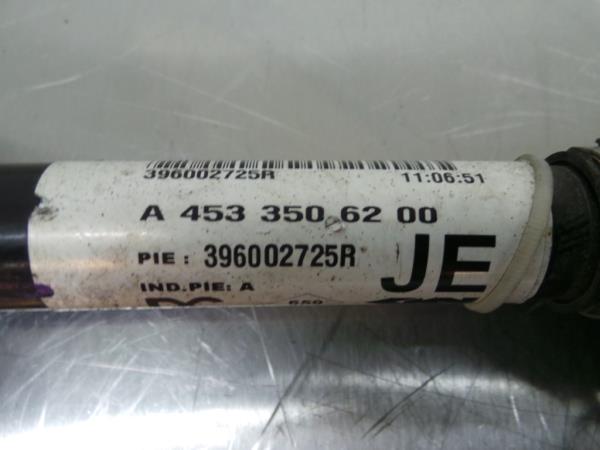 396002725R 11:06:51
A 453 350 62 00
PIE: 396002725R JE
IND.PIE: A